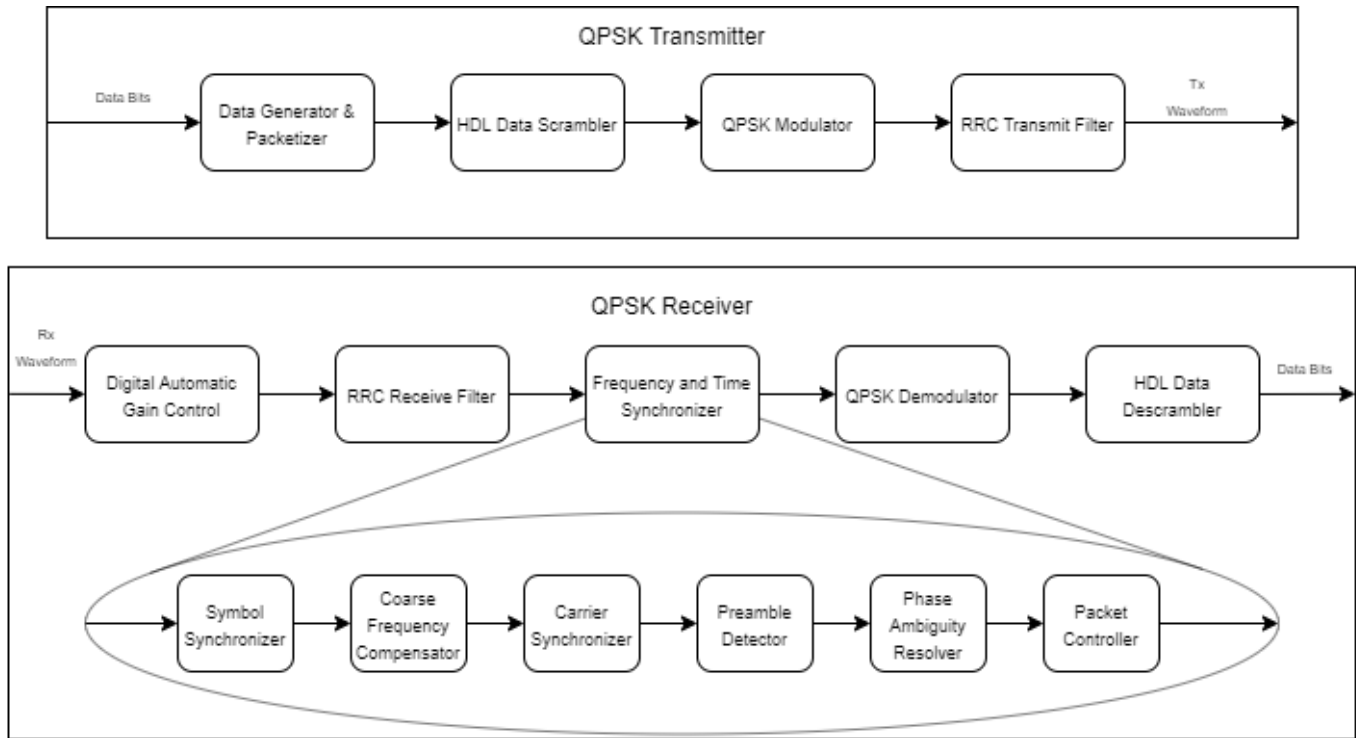 QPSK Transmitter
Data Bits
Data Generator &
Packetizer
HDL Data Scrambler
QPSK Modulator
RRC Transmit Filter
Tx
Waveform
QPSK Receiver
Rx
Waveform
Digital Automatic
Gain Control
RRC Receive Filter
Frequency and Time
Synchronizer
QPSK Demodulator
HDL Data
Descrambler
Data Bits
Symbol
Synchronizer
Coarse
Frequency
Compensator
Carrier
Synchronizer
Preamble
Detector
Phase
Ambiguity
Resolver
Packet
Controller